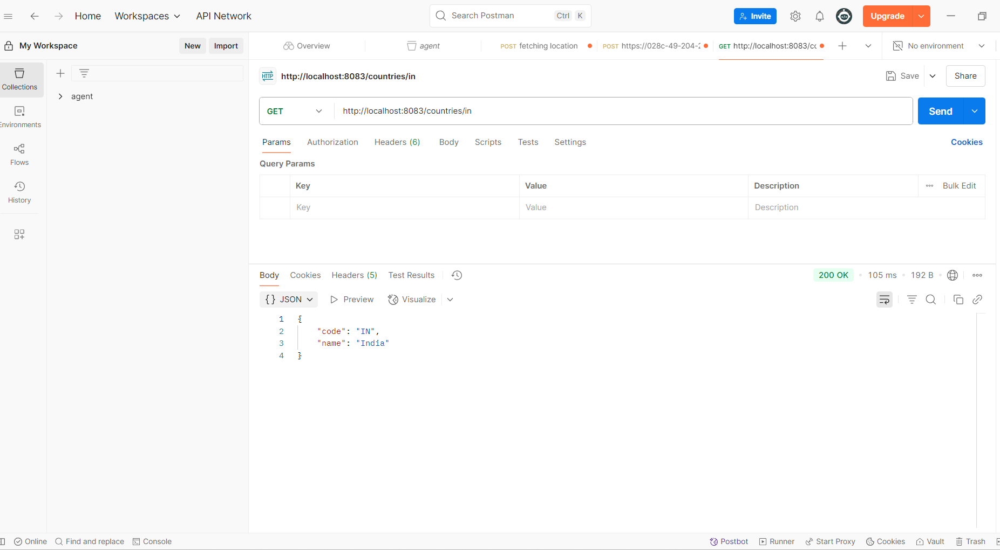 Home Workspaces API Network Search Postman Ctrl K Invite Upgrade
My Workspace New Import Overview agent POST fetching location POST https://028c-49-204- GET http://localhost:8083/cc No environment
Collections
Environments
Flows
History
agent
HTTP http://localhost:8083/countries/in Save Share
GET http://localhost:8083/countries/in Send
Params Authorization Headers (6) Body Scripts Tests Settings Cookies
Query Params
Key Value Description Bulk Edit
Key Value Description
Body Cookies Headers (5) Test Results 200 OK 105 ms 192 B
{} JSON Preview Visualize
1 {
2 "code": "IN",
3 "name": "India"
4 }
Online Find and replace Console Postbot Runner Start Proxy Cookies Vault Trash